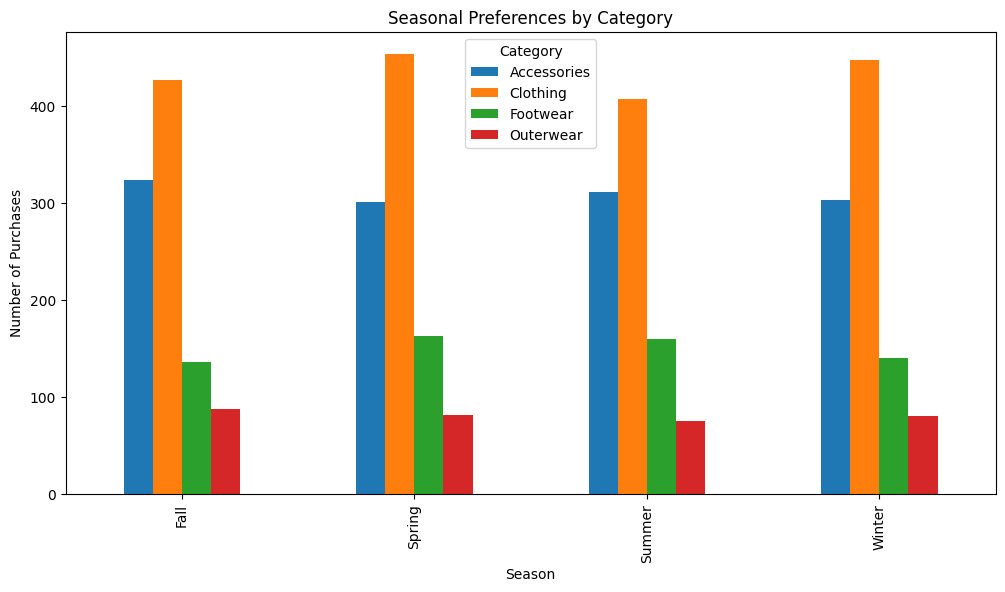 Seasonal Preferences by Category
Category
Accessories
Clothing
Footwear
Outerwear
Number of Purchases
400
300
200
100
0
Fall
Spring
Summer
Winter
Season